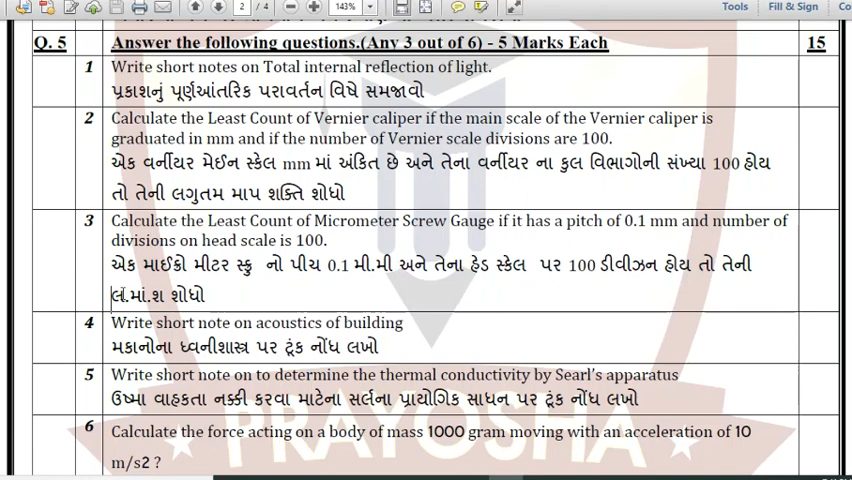 2 / 4
143%
Tools
Fill & Sign
Q. 5 Answer the following questions.(Any 3 out of 6) - 5 Marks Each 15
1 Write short notes on Total internal reflection of light.
પ્રકાશનું પૂર્ણઆંતરિક પરાવર્તન વિષે સમજાવો
2 Calculate the Least Count of Vernier caliper if the main scale of the Vernier caliper is
graduated in mm and if the number of Vernier scale divisions are 100.
એક વર્નીયર મેઈન સ્કેલ mm માં અંકિત છે અને તેના વર્નીયર ના કુલ વિભાગોની સંખ્યા 100 હોય
તો તેની લગુતમ માપ શક્તિ શોધો
3 Calculate the Least Count of Micrometer Screw Gauge if it has a pitch of 0.1 mm and number of
divisions on head scale is 100.
એક માઈક્રો મીટર સ્ક્રુ નો પીચ 0.1 મી.મી અને તેના હેડ સ્કેલ પર 100 ડીવીઝન હોય તો તેની
લ.માં.શ શોધો
4 Write short note on acoustics of building
મકાનોના ધ્વનીશાસ્ત્ર પર ટૂંક નોંધ લખો
5 Write short note on to determine the thermal conductivity by Searl's apparatus
ઉષ્મા વાહકતા નક્કી કરવા માટેના સર્લના પ્રાયોગિક સાધન પર ટૂંક નોંધ લખો
6 Calculate the force acting on a body of mass 1000 gram moving with an acceleration of 10
m/s2 ?
PRAYOSHA